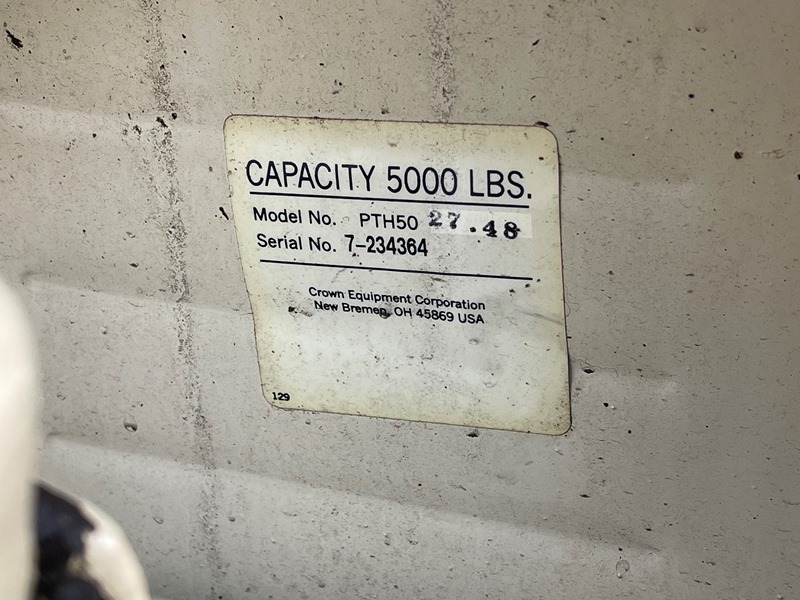 CAPACITY 5000 LBS.
Model No. PTH50 27.48
Serial No. 7-234364
Crown Equipment Corporation
New Bremen, OH 45869 USA
129